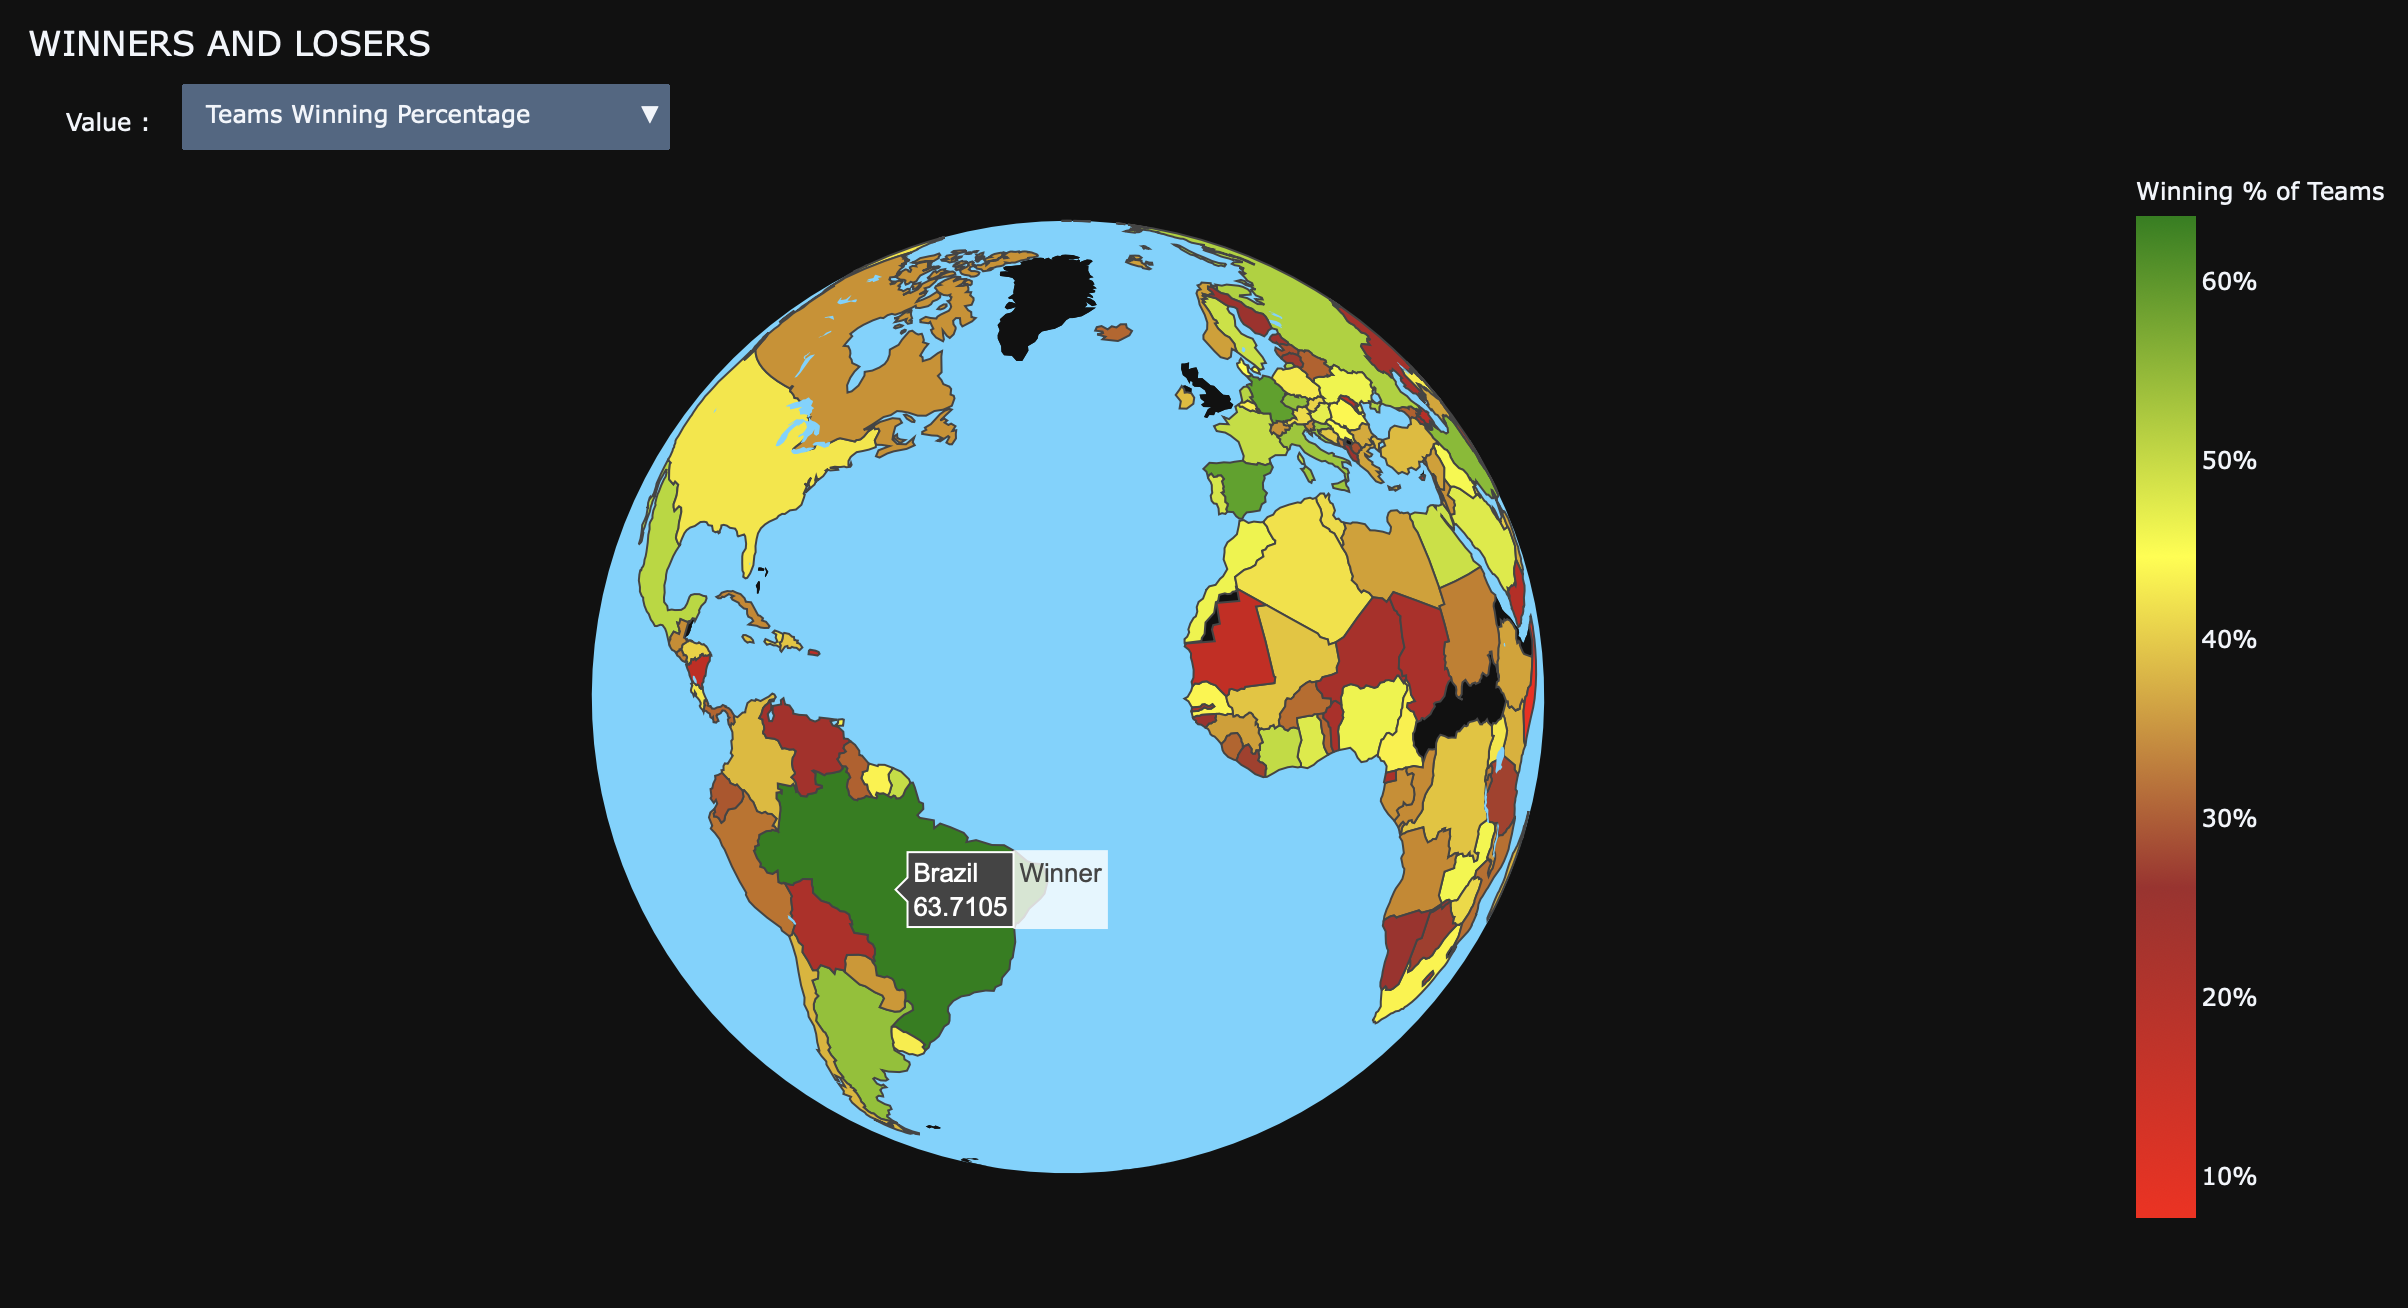 WINNERS AND LOSERS
Value :
Teams Winning Percentage ▼
Winning % of Teams
60%
50%
40%
30%
20%
10%
Brazil
63.7105
Winner